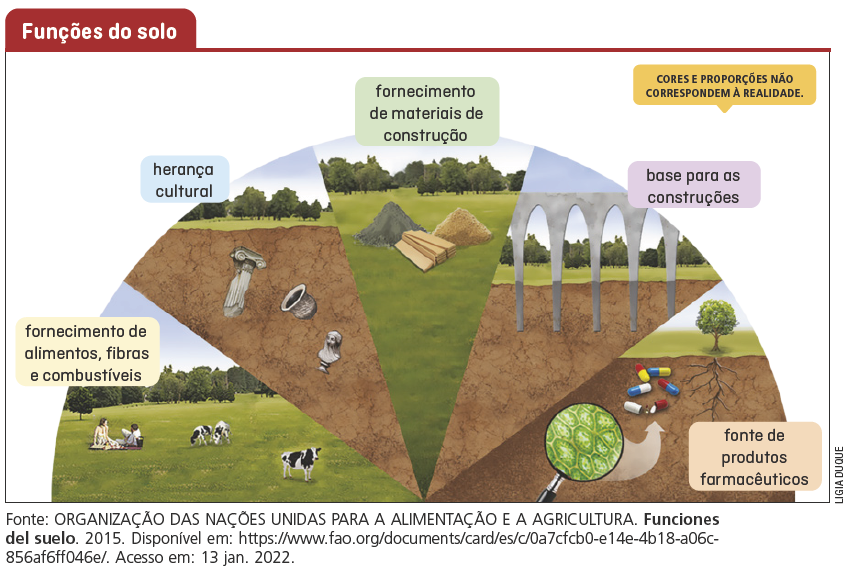 Funções do solo
CORES E PROPORÇÕES NÃO
CORRESPONDEM À REALIDADE.
fornecimento
de materiais de
construção
herança
cultural
base para as
construções
fornecimento de
alimentos, fibras
e combustíveis
fonte de
produtos
farmacêuticos
LIGIA DUQUE
Fonte: ORGANIZAÇÃO DAS NAÇÕES UNIDAS PARA A ALIMENTAÇÃO E A AGRICULTURA. Funciones
del suelo. 2015. Disponível em: https://www.fao.org/documents/card/es/c/0a7cfcb0-e14e-4b18-a06c-
856af6ff046e/. Acesso em: 13 jan. 2022.